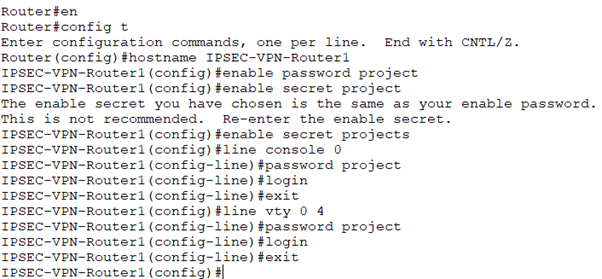 Router#en
Router#config t
Enter configuration commands, one per line.  End with CNTL/Z.
Router(config)#hostname IPSEC-VPN-Router1
IPSEC-VPN-Router1(config)#enable password project
IPSEC-VPN-Router1(config)#enable secret project
The enable secret you have chosen is the same as your enable password.
This is not recommended.  Re-enter the enable secret.
IPSEC-VPN-Router1(config)#enable secret projects
IPSEC-VPN-Router1(config)#line console 0
IPSEC-VPN-Router1(config-line)#password project
IPSEC-VPN-Router1(config-line)#login
IPSEC-VPN-Router1(config-line)#exit
IPSEC-VPN-Router1(config)#line vty 0 4
IPSEC-VPN-Router1(config-line)#password project
IPSEC-VPN-Router1(config-line)#login
IPSEC-VPN-Router1(config-line)#exit
IPSEC-VPN-Router1(config)#